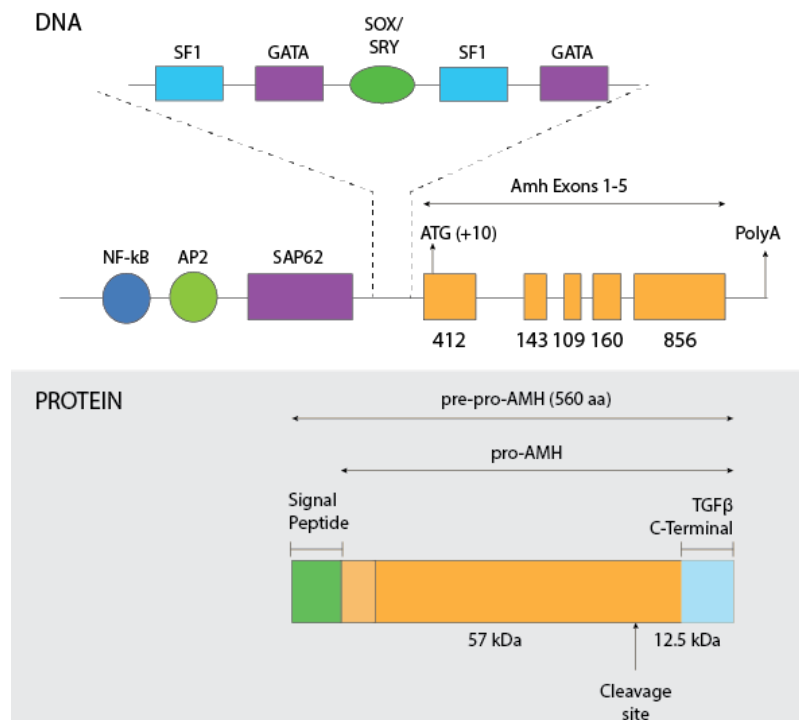 DNA
SOX/
SRY
SF1
GATA
SF1
GATA
Amh Exons 1-5
ATG (+10)
PolyA
NF-kB
AP2
SAP62
412
143
109
160
856
PROTEIN
pre-pro-AMH (560 aa)
pro-AMH
Signal
Peptide
TGFβ
C-Terminal
57 kDa
12.5 kDa
Cleavage
site